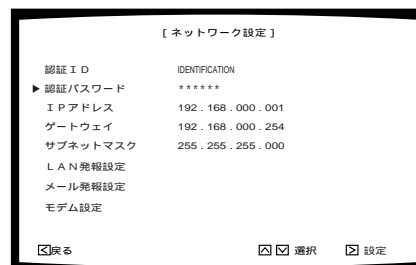 [ ネットワーク設定 ]
認証ID IDENTIFICATION
▶ 認証パスワード ******
IPアドレス 192 . 168 . 000 . 001
ゲートウェイ 192 . 168 . 000 . 254
サブネットマスク 255 . 255 . 255 . 000
LAN発報設定
メール発報設定
モデム設定
戻る 選択 設定